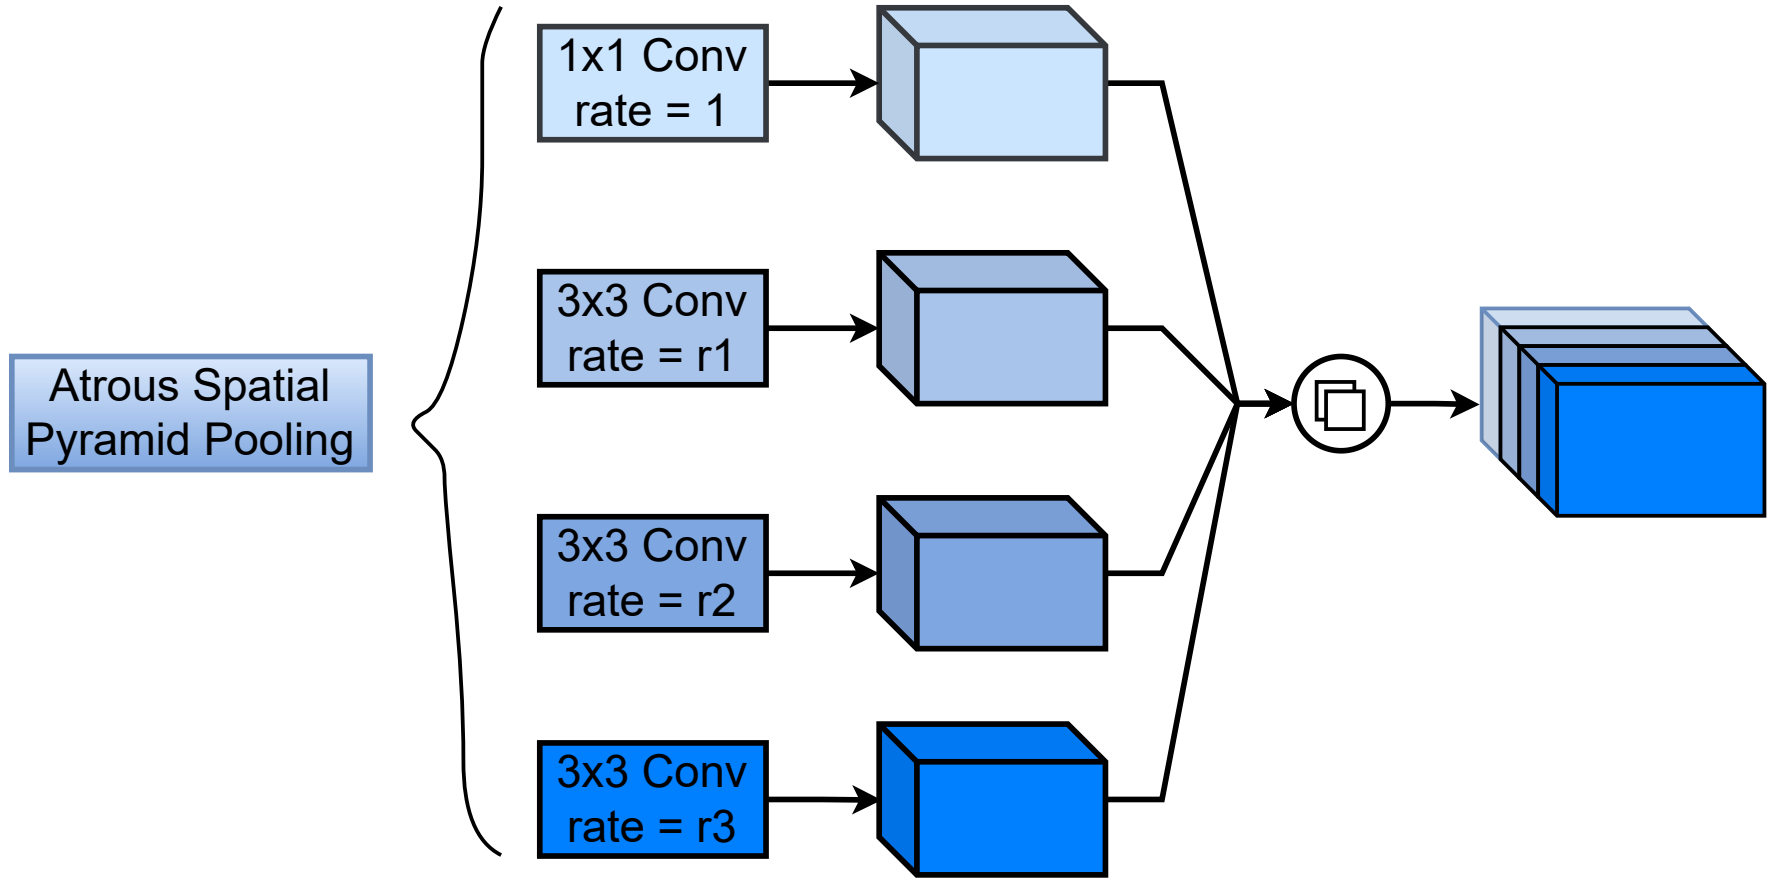 Atrous Spatial
Pyramid Pooling
1x1 Conv
rate = 1
3x3 Conv
rate = r1
3x3 Conv
rate = r2
3x3 Conv
rate = r3